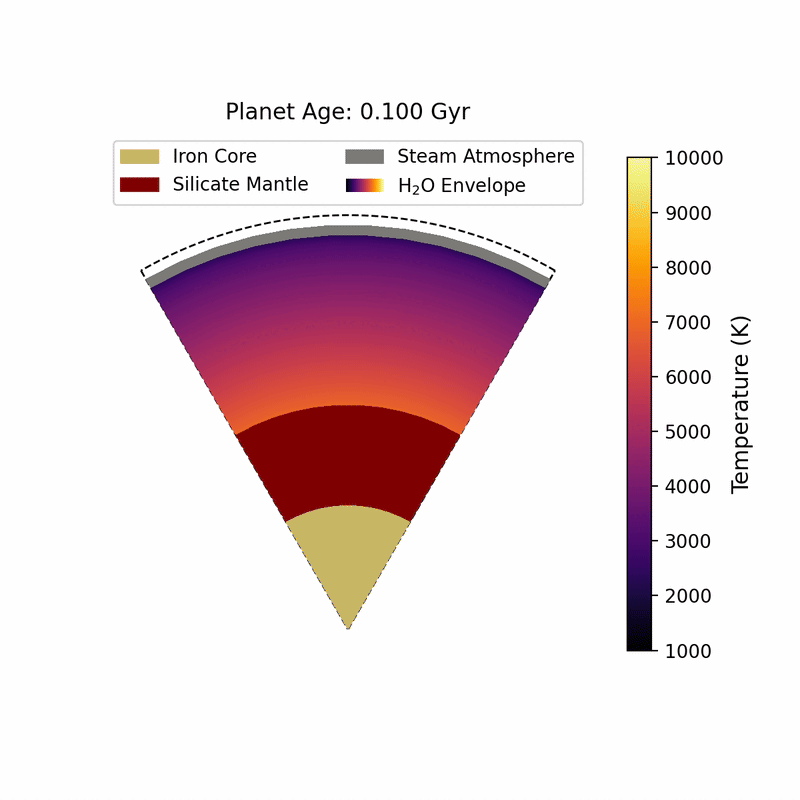 Planet Age: 0.100 Gyr
Iron Core
Steam Atmosphere
Silicate Mantle
H₂O Envelope
10000
9000
8000
7000
6000
5000
4000
3000
2000
1000
Temperature (K)